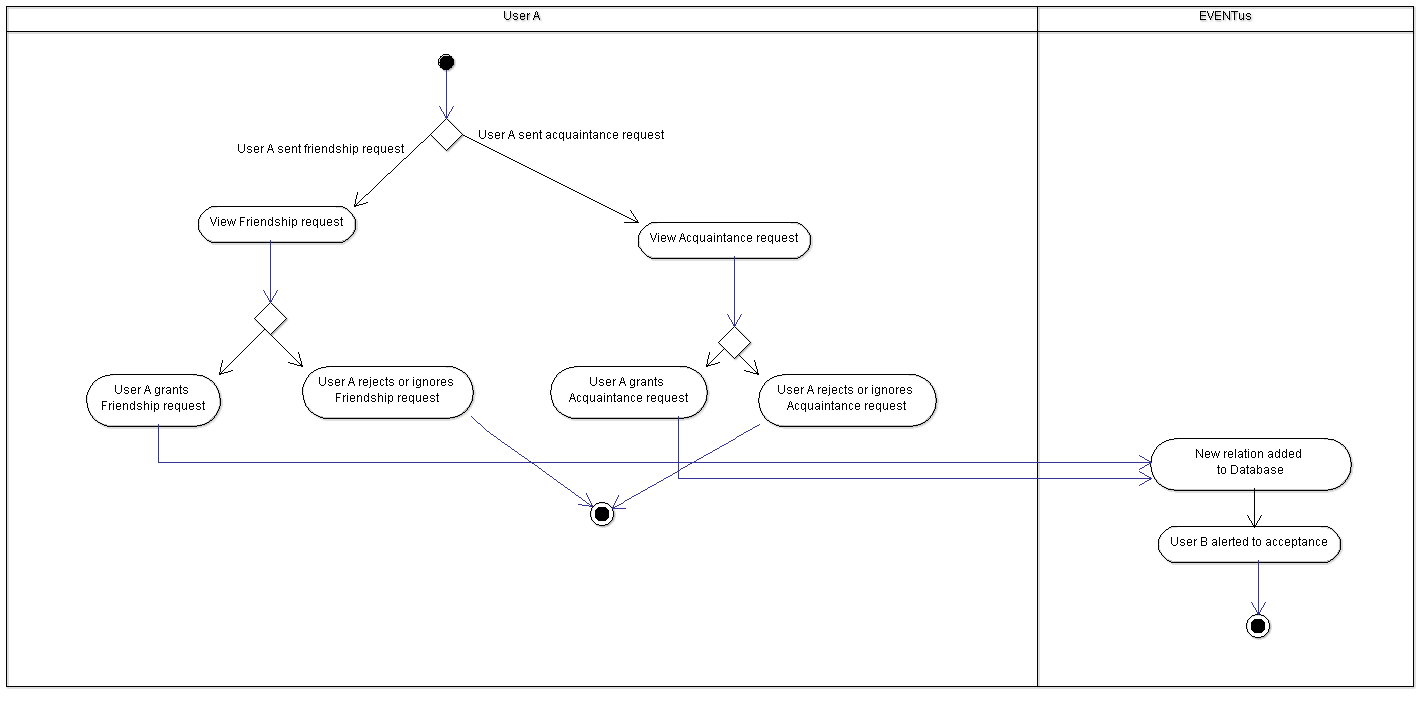 User A
EVENTus
User A sent acquaintance request
User A sent friendship request
View Friendship request
View Acquaintance request
User A grants
Friendship request
User A rejects or ignores
Friendship request
User A grants
Acquaintance request
User A rejects or ignores
Acquaintance request
New relation added
to Database
User B alerted to acceptance